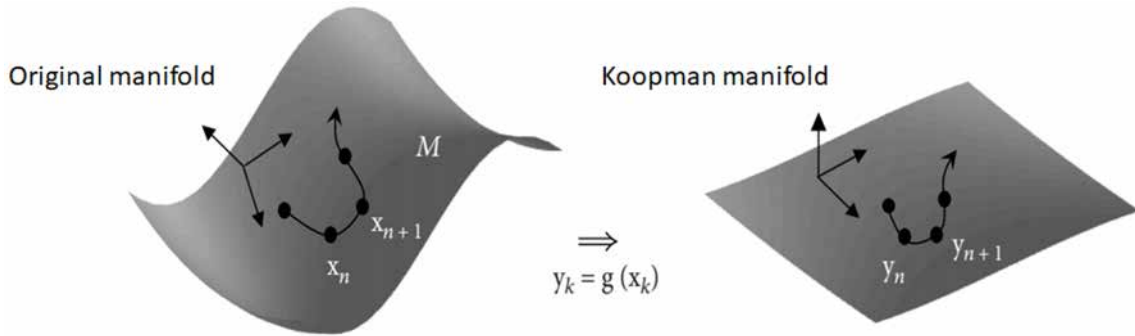 Original manifold
Koopman manifold
M
x_{n+1}
x_n
⇒
y_k = g (x_k)
y_n
y_{n+1}